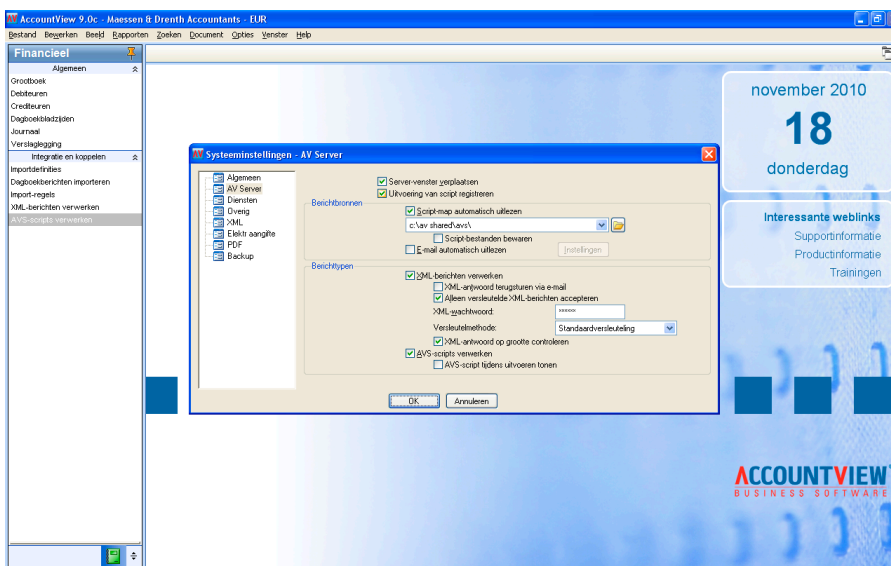 AccountView 9.0c - Maessen & Drenth Accountants - EUR
Bestand Bewerken Beeld Rapporten Zoeken Document Opties Venster Help
Financieel
Algemeen
Grootboek
Debiteuren
Crediteuren
Dagboekbladzijden
Journaal
Verslaglegging
Integratie en koppelen
Importdefinities
Dagboekberichten importeren
Import-regels
XML-berichten verwerken
AVS-scripts verwerken
Systeeminstellingen - AV Server
Algemeen
AV Server
Diensten
Overig
XML
Elektr aangifte
PDF
Backup
Server-venster verplaatsen
Uitvoering van script registreren
Berichtbronnen
Script-map automatisch uitlezen
c:\av shared\avs\
Script-bestanden bewaren
E-mail automatisch uitlezen
Instellingen
Berichttypen
XML-berichten verwerken
XML-antwoord terugsturen via e-mail
Alleen versleutelde XML-berichten accepteren
XML-wachtwoord:
××××××
Versleutelmethode:
Standaardversleuteling
XML-antwoord op grootte controleren
AVS-scripts verwerken
AVS-script tijdens uitvoeren tonen
OK
Annuleren
november 2010
18
donderdag
Interessante weblinks
Supportinformatie
Productinformatie
Trainingen
ACCOUNTVIEW
BUSINESS SOFTWARE